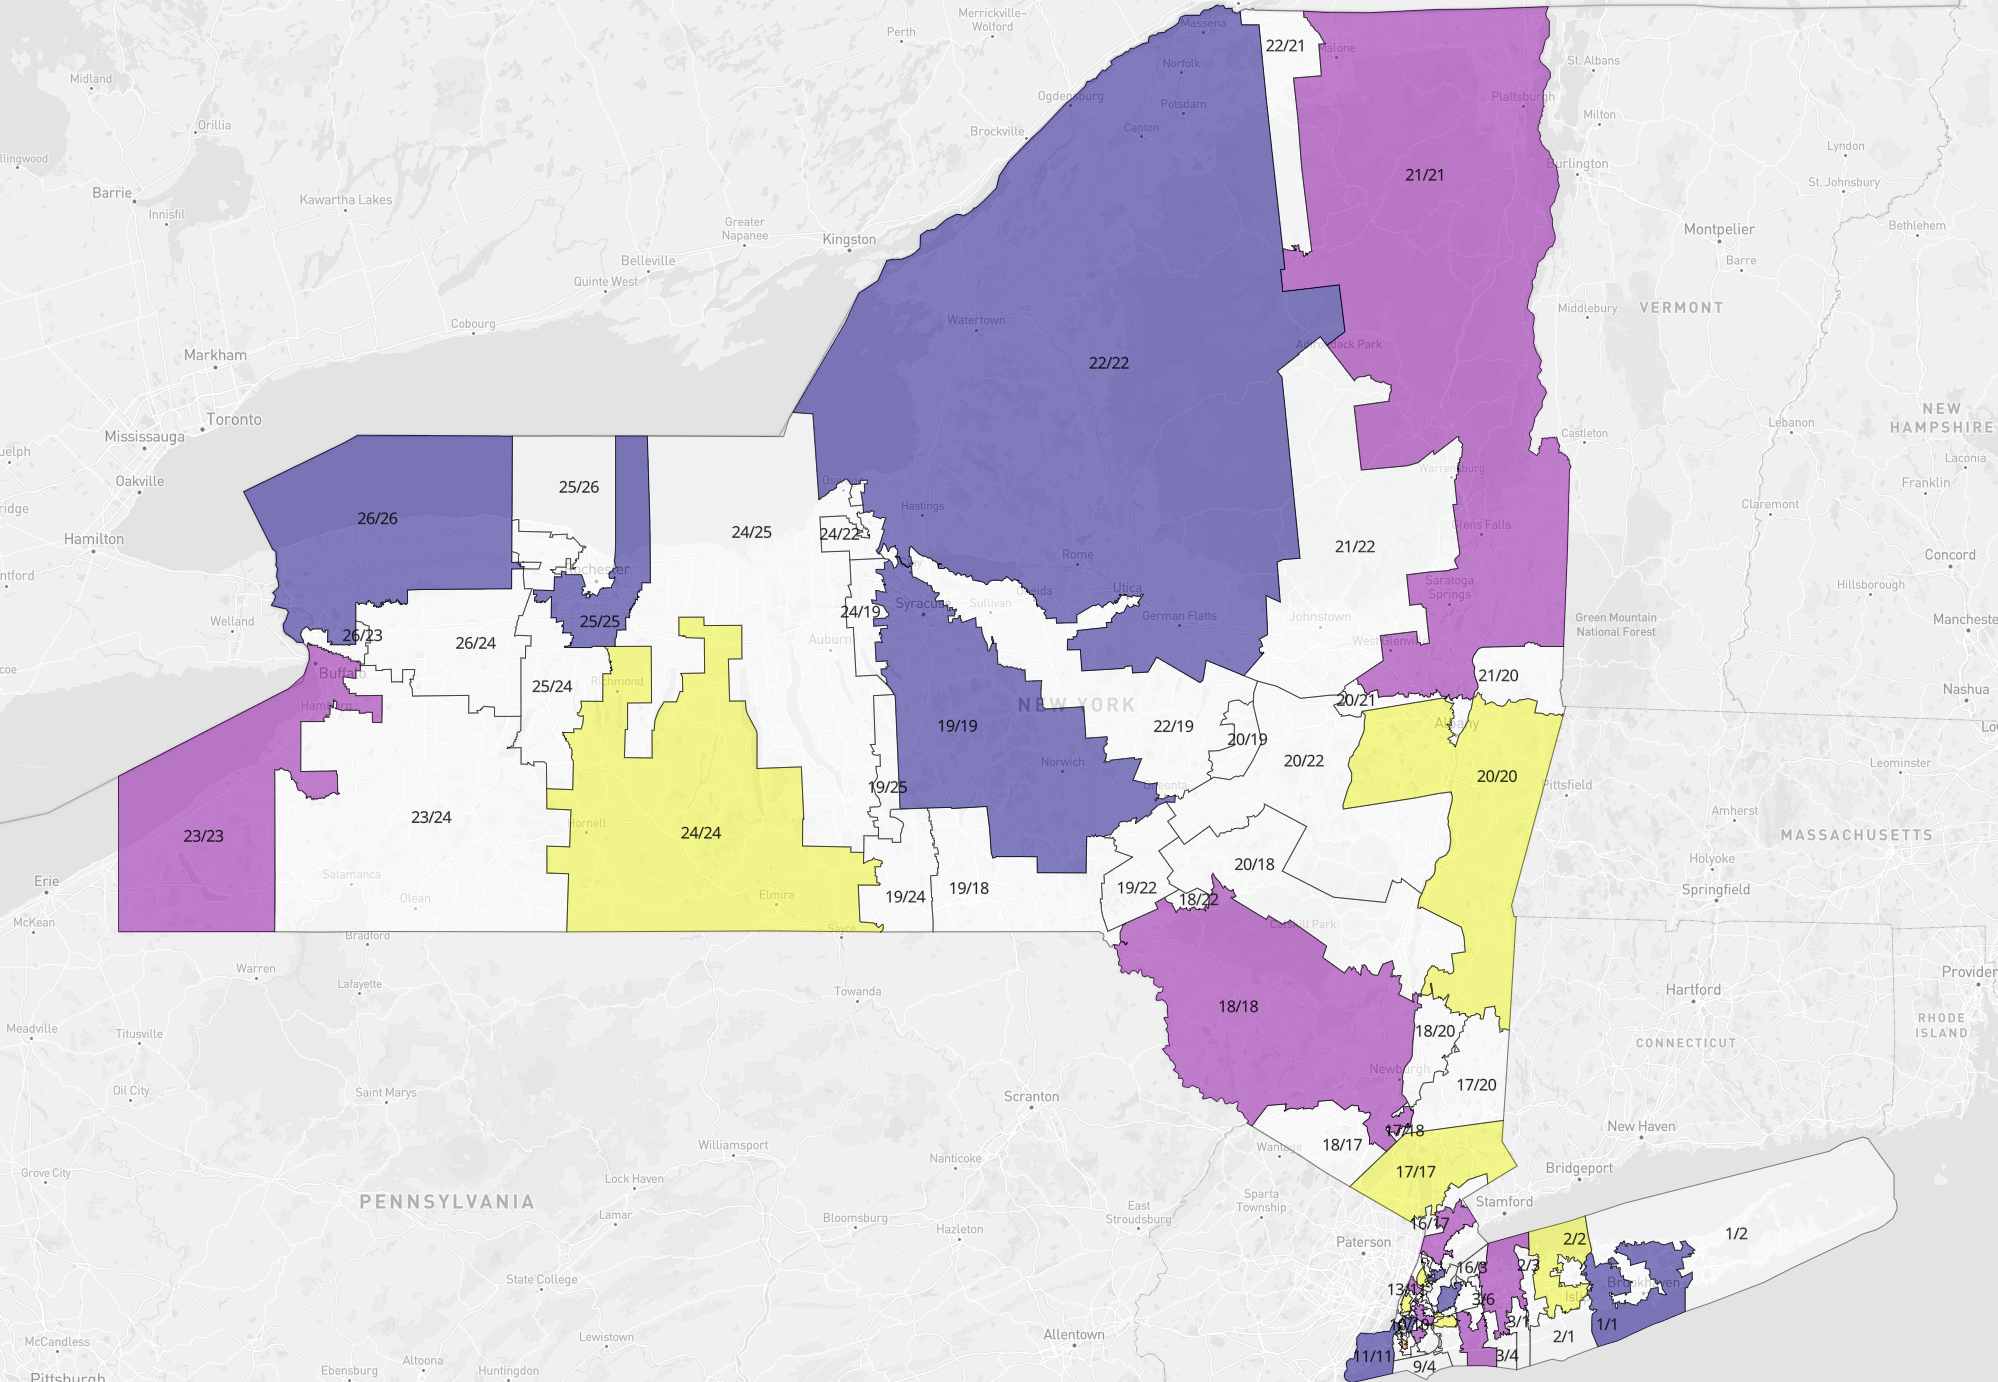 Merrickville-
Wolford
Perth
Massena
22/21
Malone
St. Albans
Midland
Norfolk
Ogdensburg
Potsdam
Plattsburgh
Milton
Orillia
Brockville
Canton
Lyndon
llingwood
Burlington
21/21
St. Johnsbury
Barrie
Innisfil
Kawartha Lakes
Greater
Napanee
Kingston
Montpelier
Bethlehem
Belleville
Barre
Quinte West
Middlebury
VERMONT
Cobourg
Watertown
Markham
Adirondack Park
22/22
Toronto
NEW
HAMPSHIRE
Mississauga
Lebanon
Castleton
uelph
Laconia
Oakville
Warrensburg
Franklin
25/26
Claremont
ridge
Hastings
26/26
24/25
24/22
Glens Falls
Hamilton
21/22
Rome
Concord
ntford
Saratoga
Springs
Hillsborough
Utica
Oneida
Syracuse
Sullivan
24/19
German Flatts
Johnstown
Green Mountain
National Forest
Manchester
Welland
25/25
26/23
26/24
Auburn
West Glenville
Buffalo
25/24
Richmond
21/20
Nashua
Hamburg
NEW YORK
20/21
Albany
19/19
22/19
20/19
20/22
Norwich
20/20
Leominster
Oneonta
Pittsfield
19/25
23/24
Hornell
24/24
Amherst
23/23
MASSACHUSETTS
Holyoke
20/18
Springfield
Erie
Salamanca
Olean
Elmira
19/24
19/18
19/22
18/22
McKean
Bradford
Sayre
Catskill Park
Warren
Lafayette
Towanda
Hartford
18/18
RHODE
ISLAND
Meadville
Titusville
18/20
CONNECTICUT
Newburgh
17/20
Oil City
Saint Marys
Scranton
17/18
New Haven
Williamsport
18/17
Wantage
Nanticoke
17/17
Bridgeport
Grove City
Lock Haven
PENNSYLVANIA
Sparta
Township
East
Stroudsburg
Stamford
Lamar
Bloomsburg
16/17
Hazleton
Paterson
2/2
1/2
16/3
2/3
State College
Brookhaven
13/11
3/6
McCandless
Lewistown
Allentown
3/1
1/1
2/1
11/11
3/4
9/4
Ebensburg
Altoona
Huntingdon
Pittsburgh